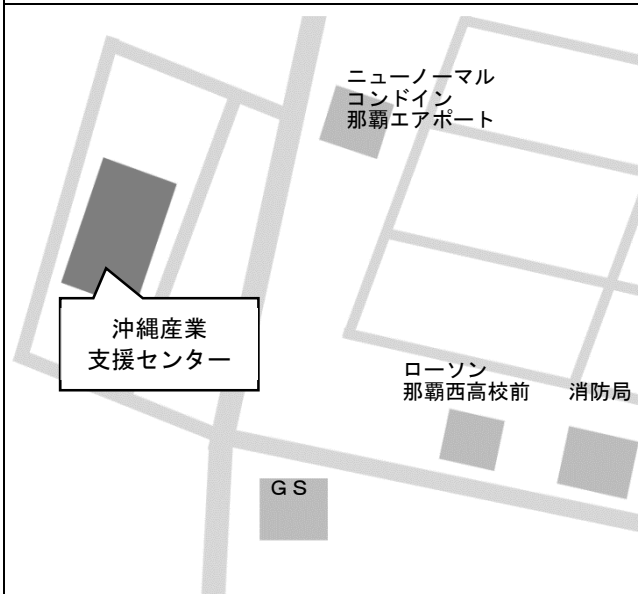 ニューノーマル
コンドイン
那覇エアポート
沖縄産業
支援センター
ローソン
那覇西高校前
消防局
ＧＳ